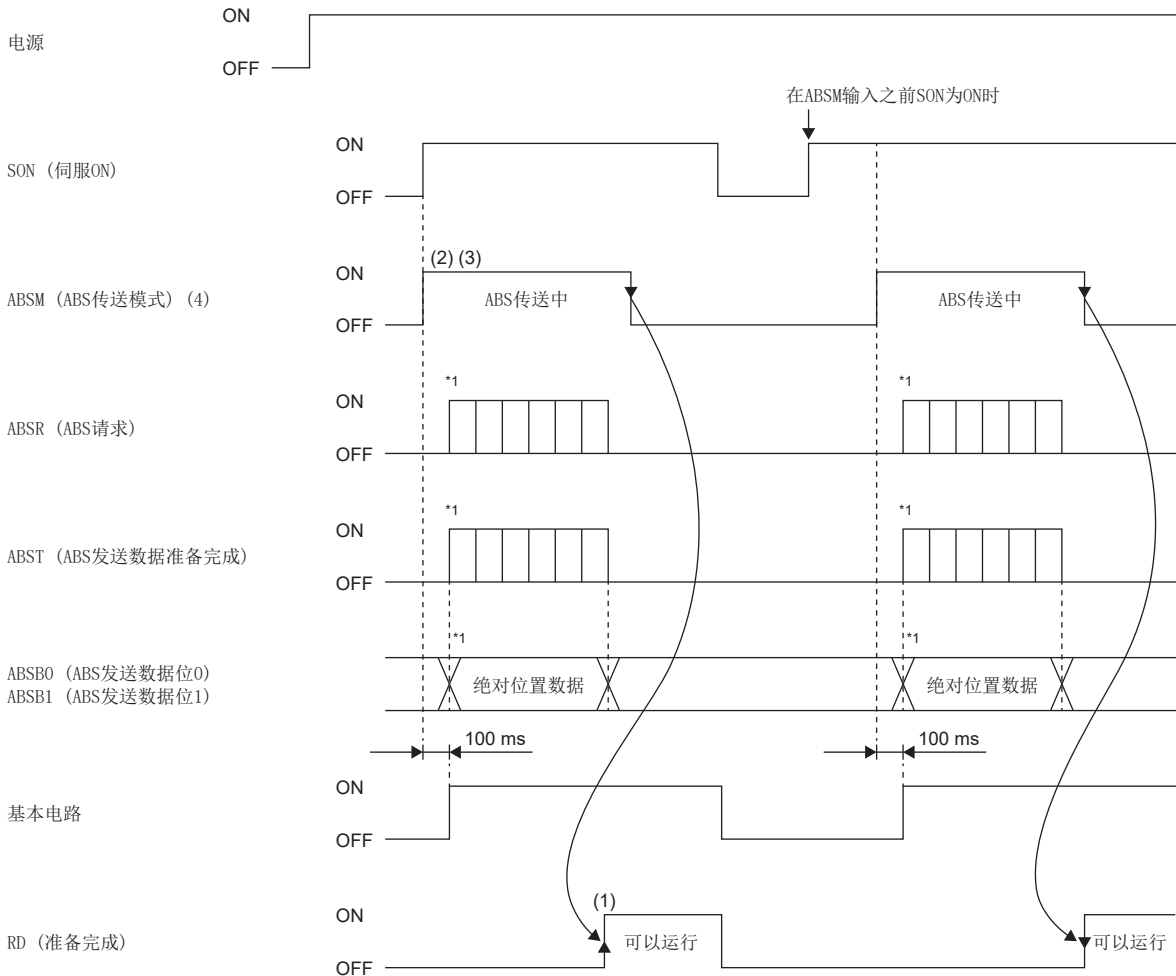 电源
ON
OFF
在ABSM输入之前SON为ON时
SON (伺服ON)
ON
OFF
ABSM (ABS传送模式) (4)
ON
OFF
(2) (3)
ABS传送中
ABS传送中
ABSR (ABS请求)
ON
OFF
*1
*1
ABST (ABS发送数据准备完成)
ON
OFF
*1
*1
ABSB0 (ABS发送数据位0)
ABSB1 (ABS发送数据位1)
*1
绝对位置数据
*1
绝对位置数据
100 ms
100 ms
基本电路
ON
OFF
RD (准备完成)
ON
OFF
(1)
可以运行
可以运行